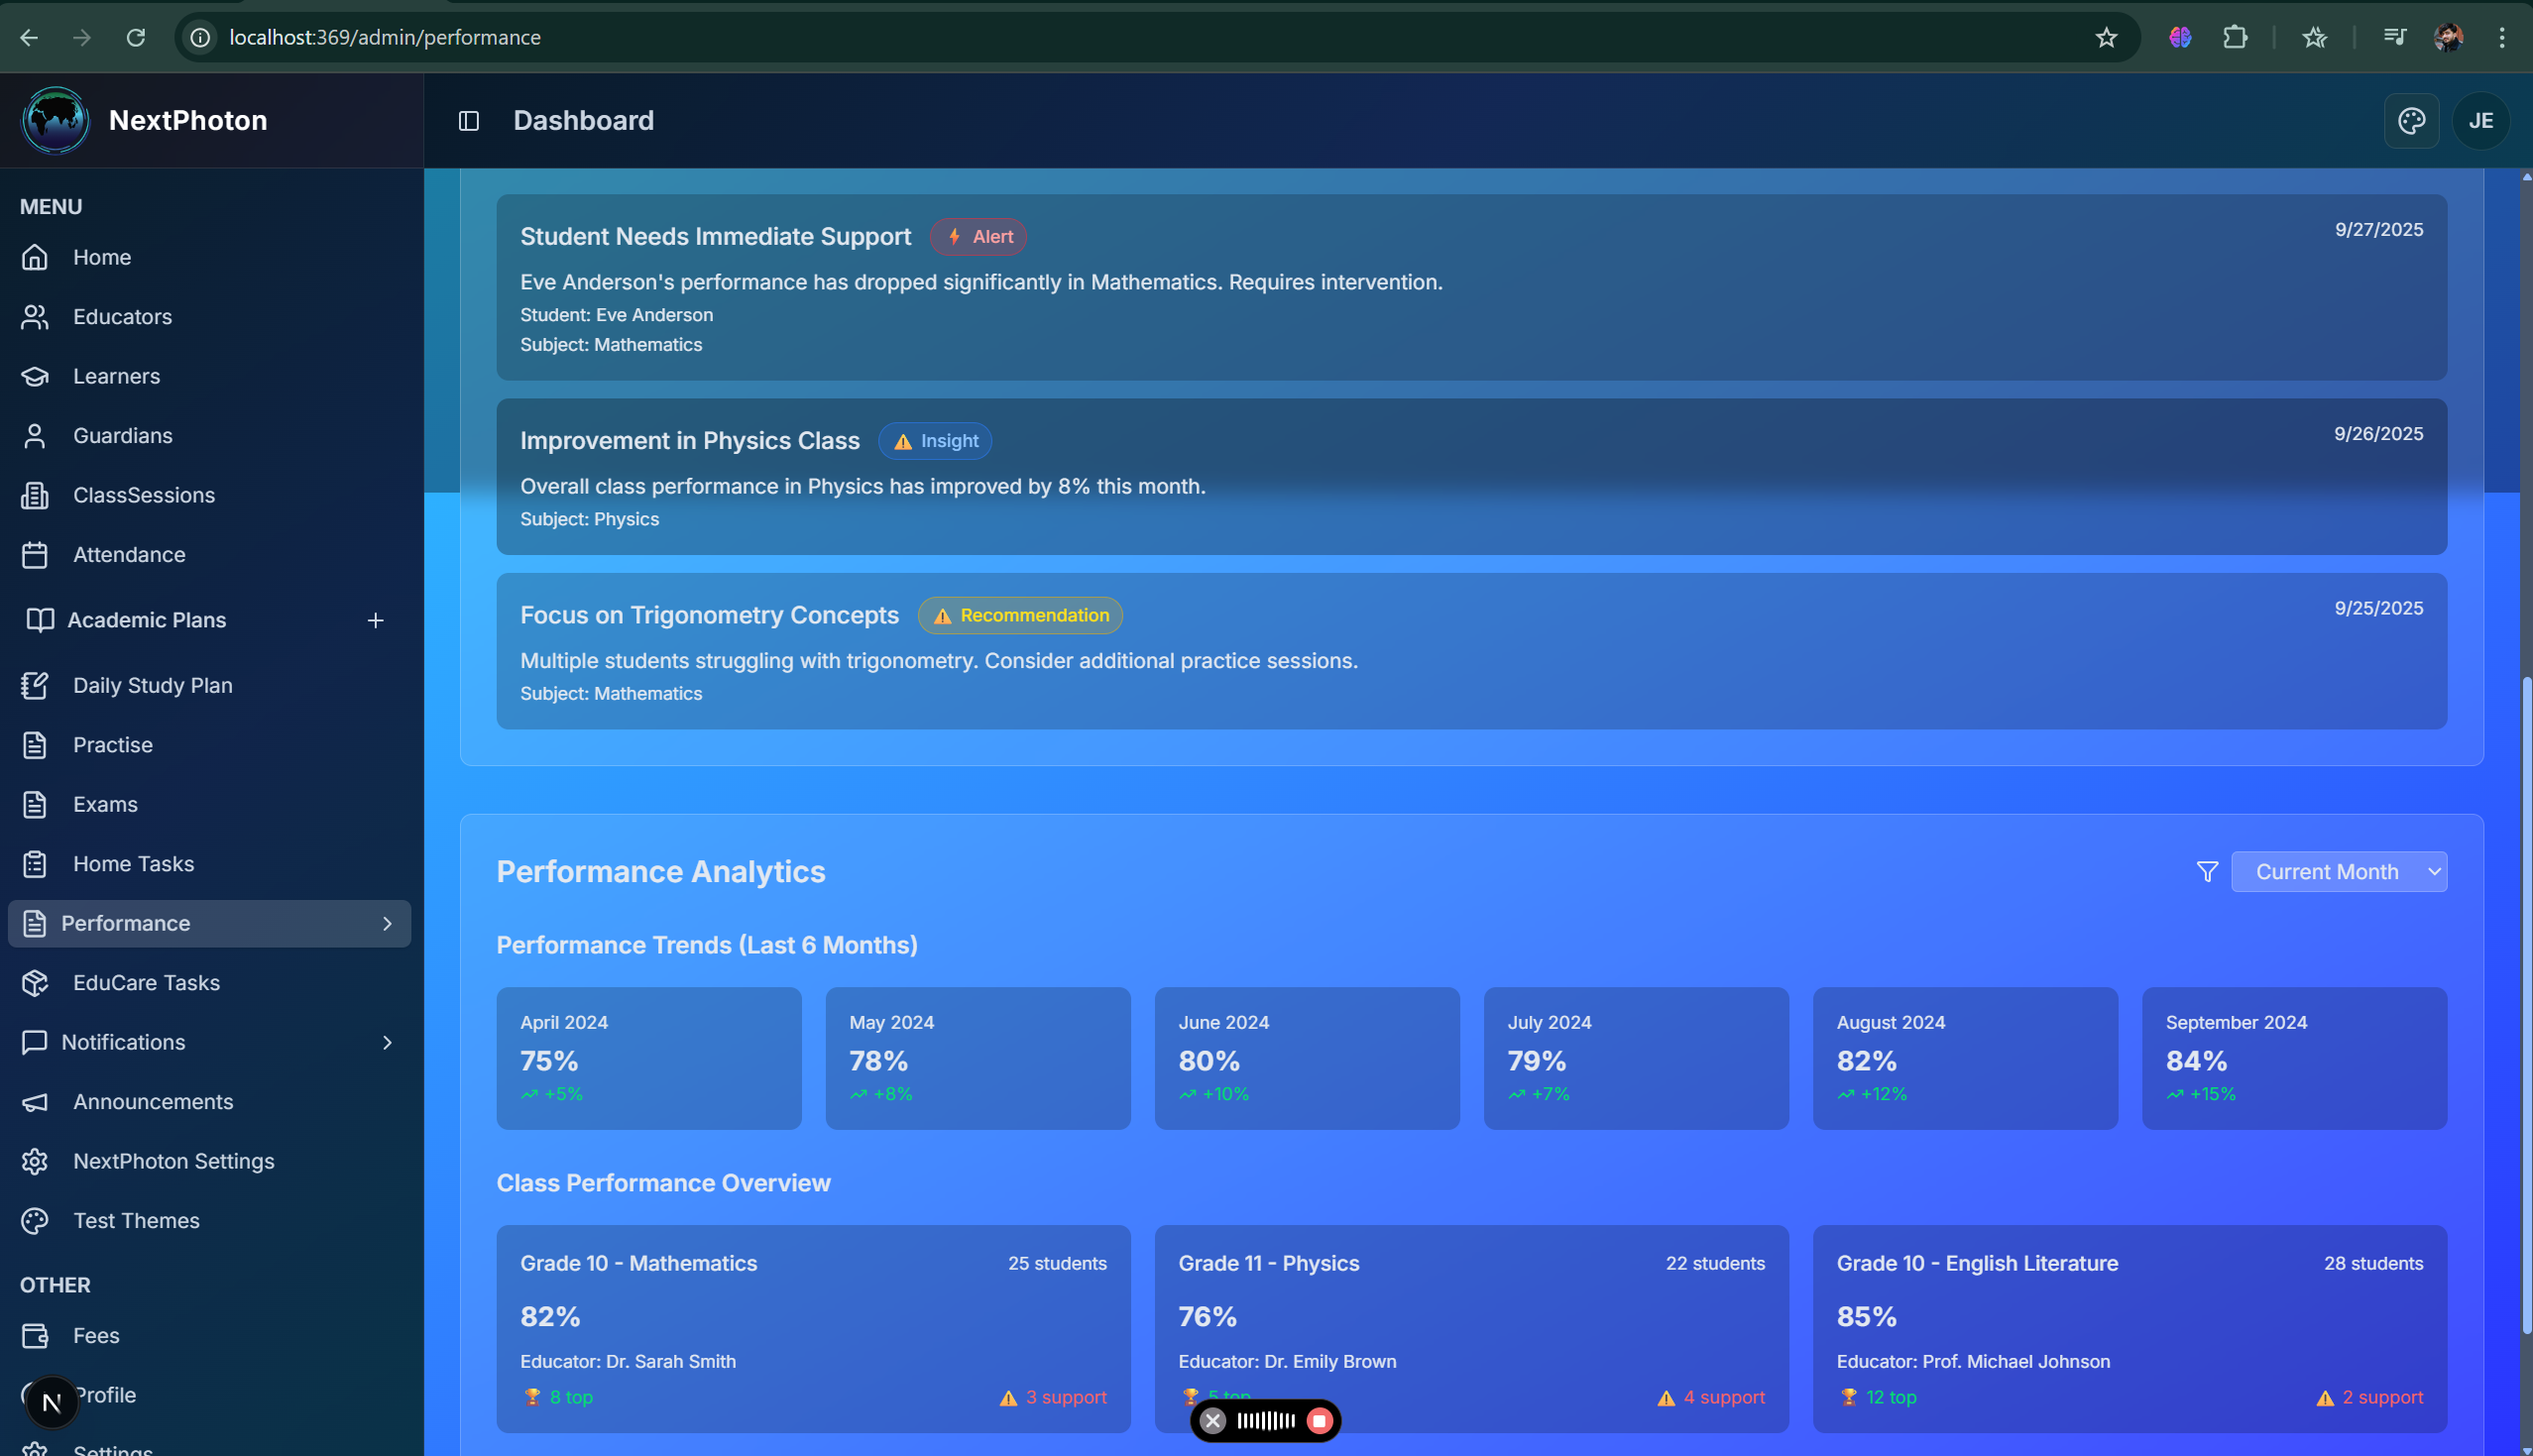 localhost:369/admin/performance
NextPhoton
Dashboard
JE
MENU
Home
Educators
Learners
Guardians
ClassSessions
Attendance
Academic Plans
Daily Study Plan
Practise
Exams
Home Tasks
Performance
EduCare Tasks
Notifications
Announcements
NextPhoton Settings
Test Themes
OTHER
Fees
Profile
N
Settings
Student Needs Immediate Support Alert 9/27/2025
Eve Anderson's performance has dropped significantly in Mathematics. Requires intervention.
Student: Eve Anderson
Subject: Mathematics
Improvement in Physics Class Insight 9/26/2025
Overall class performance in Physics has improved by 8% this month.
Subject: Physics
Focus on Trigonometry Concepts Recommendation 9/25/2025
Multiple students struggling with trigonometry. Consider additional practice sessions.
Subject: Mathematics
Performance Analytics Current Month
Performance Trends (Last 6 Months)
April 2024
75%
+5%
May 2024
78%
+8%
June 2024
80%
+10%
July 2024
79%
+7%
August 2024
82%
+12%
September 2024
84%
+15%
Class Performance Overview
Grade 10 - Mathematics 25 students
82%
Educator: Dr. Sarah Smith
8 top 3 support
Grade 11 - Physics 22 students
76%
Educator: Dr. Emily Brown
5 top 4 support
Grade 10 - English Literature 28 students
85%
Educator: Prof. Michael Johnson
12 top 2 support